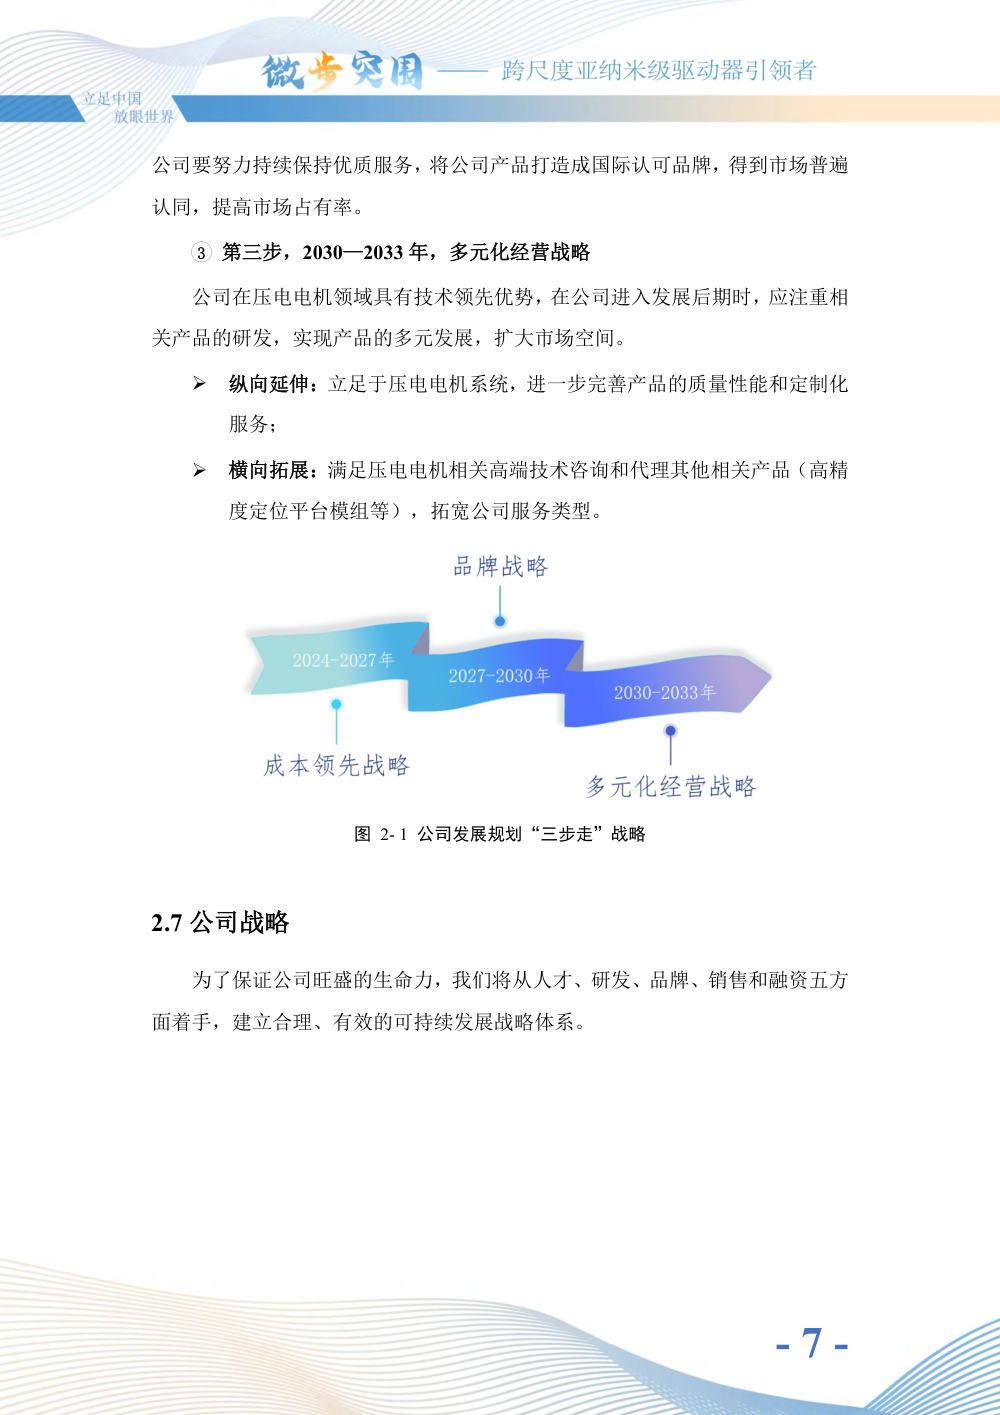 微步突围 —— 跨尺度亚纳米级驱动器引领者
立足中国
放眼世界
公司要努力持续保持优质服务，将公司产品打造成国际认可品牌，得到市场普遍
认同，提高市场占有率。
③ 第三步，2030—2033 年，多元化经营战略
公司在压电电机领域具有技术领先优势，在公司进入发展后期时，应注重相
关产品的研发，实现产品的多元发展，扩大市场空间。
➢ 纵向延伸：立足于压电电机系统，进一步完善产品的质量性能和定制化
服务；
➢ 横向拓展：满足压电电机相关高端技术咨询和代理其他相关产品（高精
度定位平台模组等），拓宽公司服务类型。
品牌战略
2024-2027年
2027-2030年
2030-2033年
成本领先战略
多元化经营战略
图 2- 1 公司发展规划“三步走”战略
2.7 公司战略
为了保证公司旺盛的生命力，我们将从人才、研发、品牌、销售和融资五方
面着手，建立合理、有效的可持续发展战略体系。
- 7 -